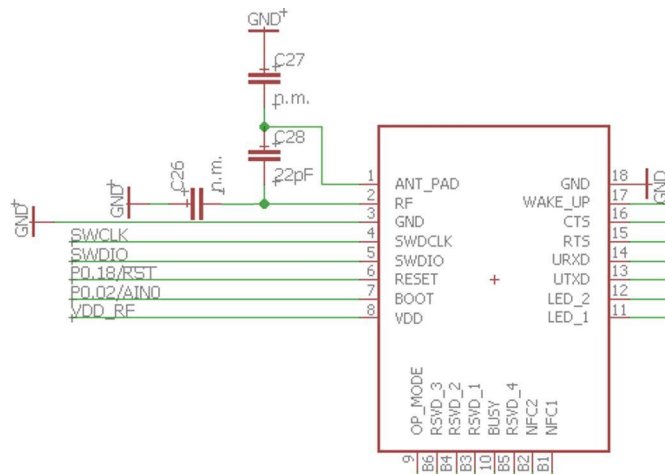 GND
C27
n.m.
C28
22pF
C26
n.m.
GND
GND
SWCLK
SWDIO
P0.18/RST
P0.02/AIN0
VDD_RF
1 ANT_PAD
2 RF
3 GND
4 SWDCLK
5 SWDIO
6 RESET
7 BOOT
8 VDD
GND 18
WAKE_UP 17
CTS 16
RTS 15
URXD 14
UTXD 13
LED_2 12
LED_1 11
GND
OP_MODE
RSVD_3
RSVD_2
RSVD_1
BUSY
RSVD_4
NFC2
NFC1
9
B6
B4
B3
10
B5
B2
B1